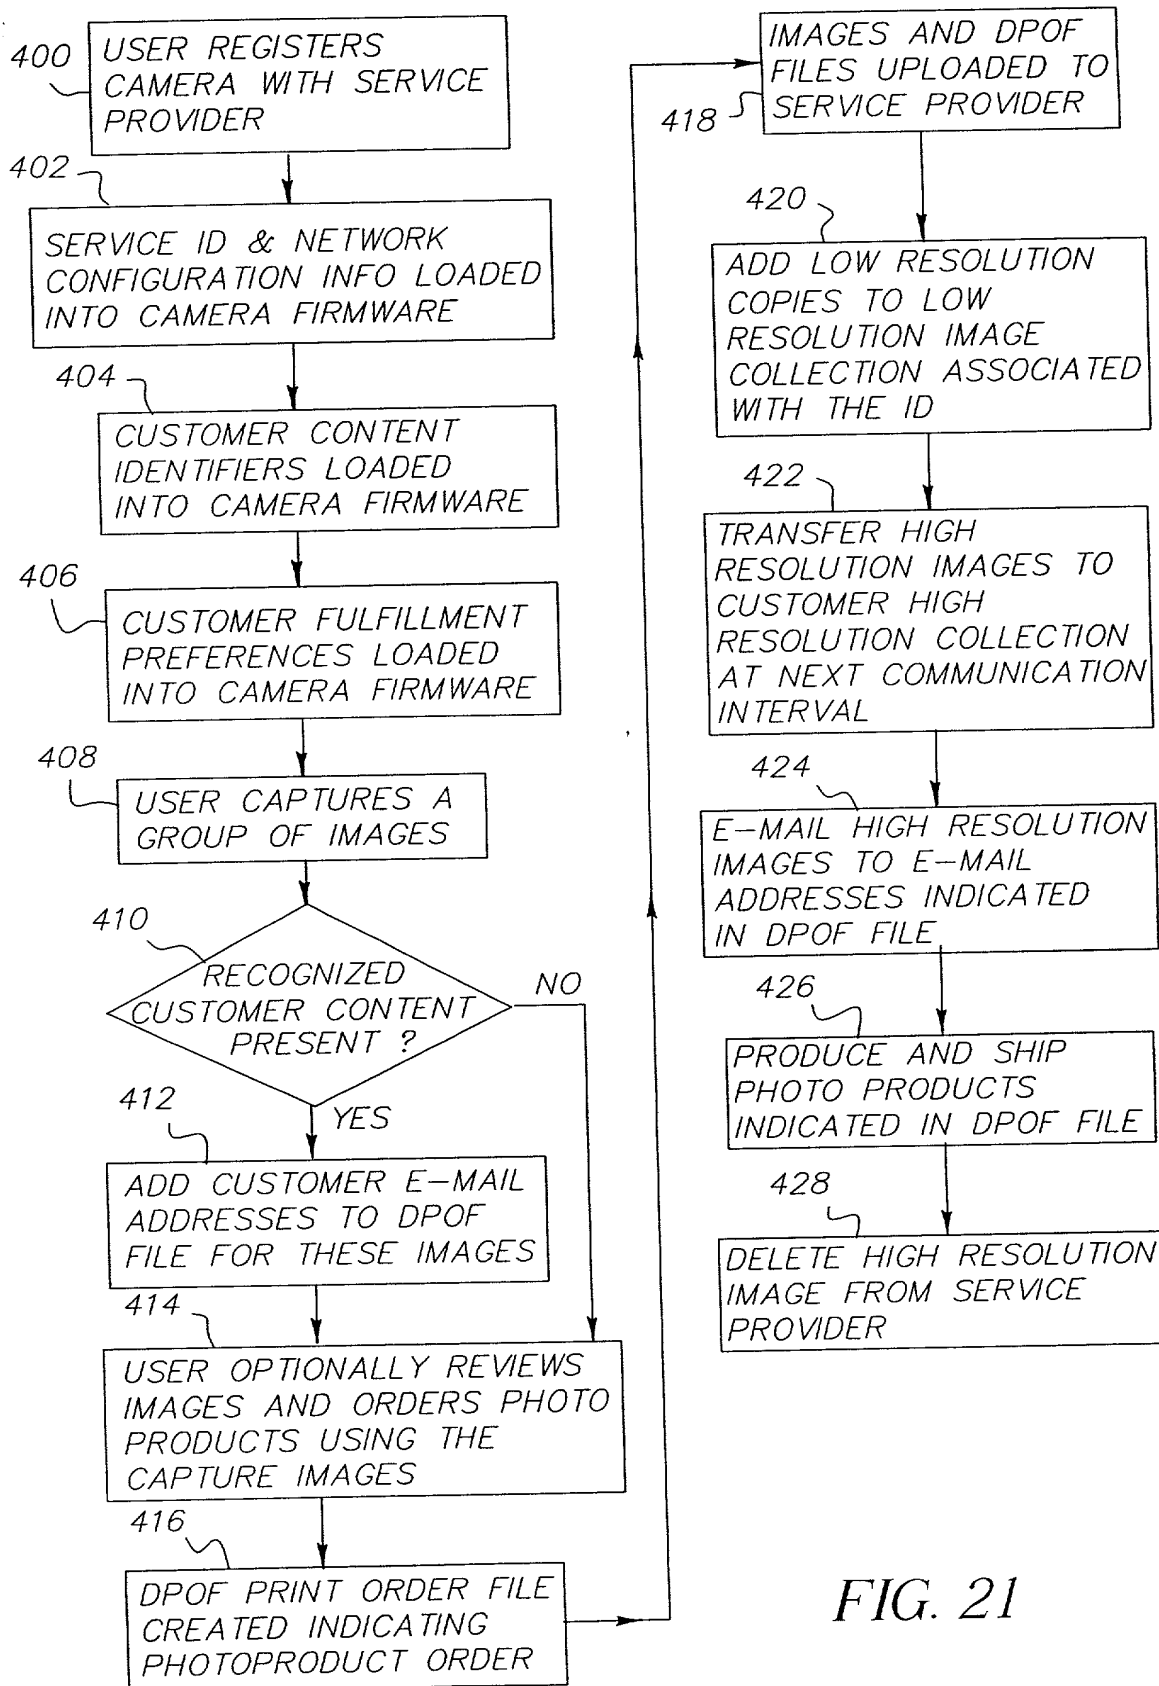 400
USER REGISTERS
CAMERA WITH SERVICE
PROVIDER
402
SERVICE ID & NETWORK
CONFIGURATION INFO LOADED
INTO CAMERA FIRMWARE
404
CUSTOMER CONTENT
IDENTIFIERS LOADED
INTO CAMERA FIRMWARE
406
CUSTOMER FULFILLMENT
PREFERENCES LOADED
INTO CAMERA FIRMWARE
408
USER CAPTURES A
GROUP OF IMAGES
410
RECOGNIZED
CUSTOMER CONTENT
PRESENT ?
NO
YES
412
ADD CUSTOMER E-MAIL
ADDRESSES TO DPOF
FILE FOR THESE IMAGES
414
USER OPTIONALLY REVIEWS
IMAGES AND ORDERS PHOTO
PRODUCTS USING THE
CAPTURE IMAGES
416
DPOF PRINT ORDER FILE
CREATED INDICATING
PHOTOPRODUCT ORDER
418
IMAGES AND DPOF
FILES UPLOADED TO
SERVICE PROVIDER
420
ADD LOW RESOLUTION
COPIES TO LOW
RESOLUTION IMAGE
COLLECTION ASSOCIATED
WITH THE ID
422
TRANSFER HIGH
RESOLUTION IMAGES TO
CUSTOMER HIGH
RESOLUTION COLLECTION
AT NEXT COMMUNICATION
INTERVAL
424
E-MAIL HIGH RESOLUTION
IMAGES TO E-MAIL
ADDRESSES INDICATED
IN DPOF FILE
426
PRODUCE AND SHIP
PHOTO PRODUCTS
INDICATED IN DPOF FILE
428
DELETE HIGH RESOLUTION
IMAGE FROM SERVICE
PROVIDER
FIG. 21